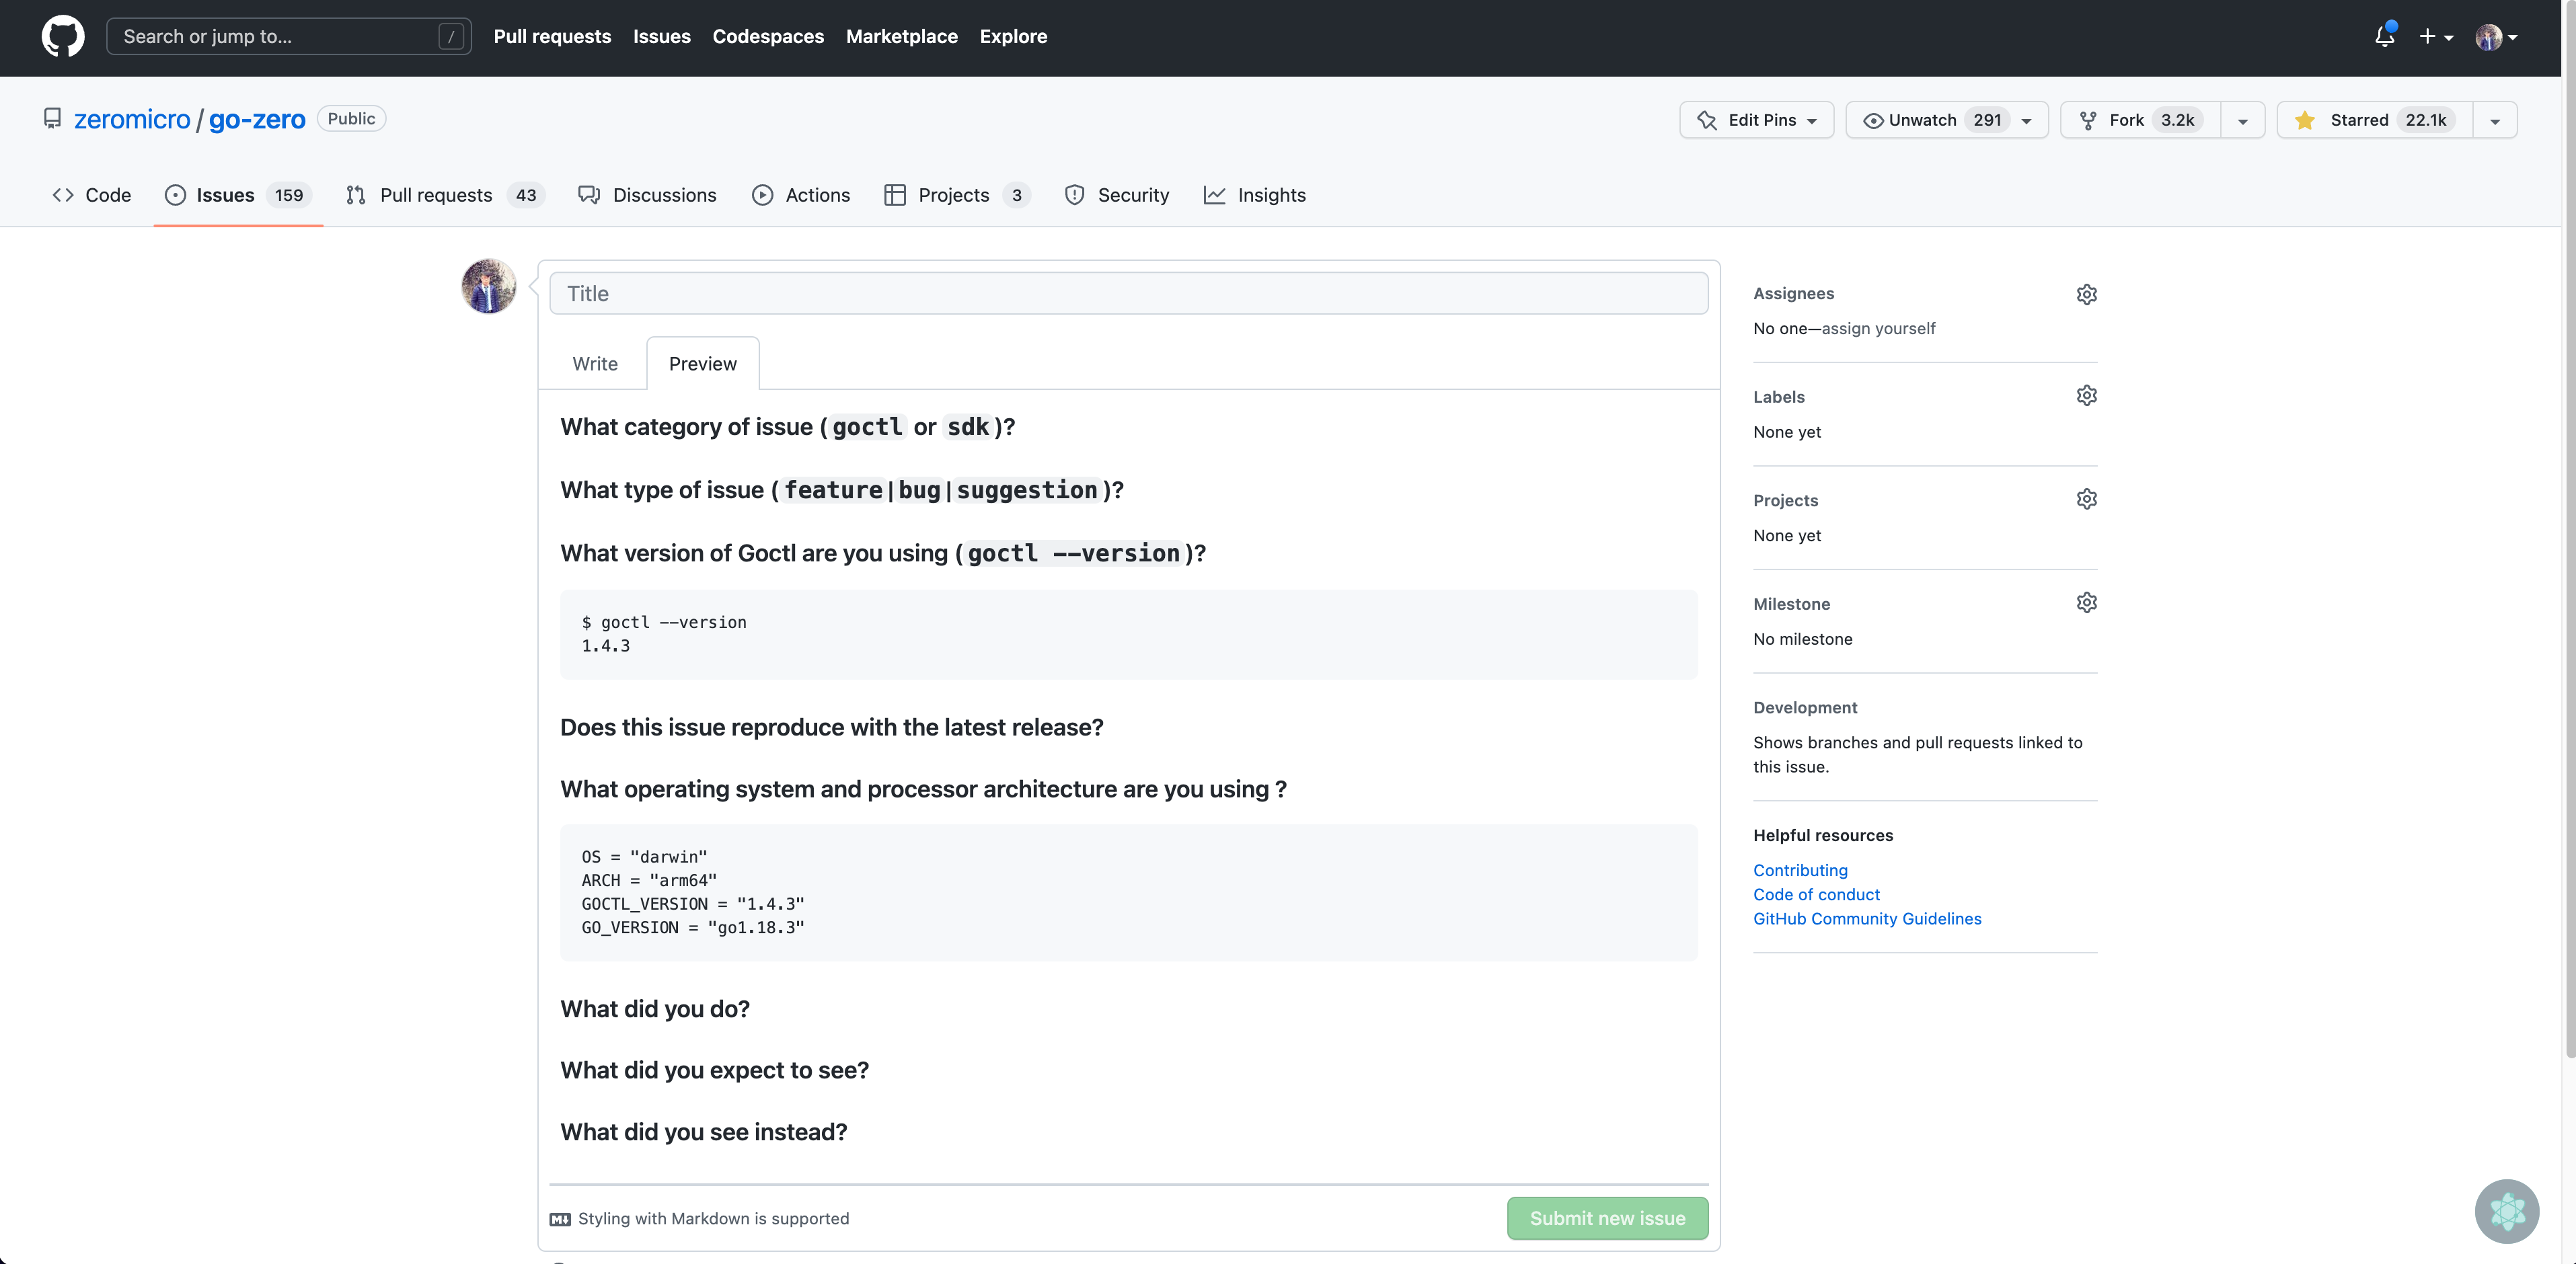 Search or jump to... /
Pull requests Issues Codespaces Marketplace Explore
zeromicro / go-zero Public
Edit Pins Unwatch 291 Fork 3.2k Starred 22.1k
Code Issues 159 Pull requests 43 Discussions Actions Projects 3 Security Insights
Title
Write Preview
What category of issue (goctl or sdk)?
What type of issue (feature|bug|suggestion)?
What version of Goctl are you using (goctl --version)?
$ goctl --version
1.4.3
Does this issue reproduce with the latest release?
What operating system and processor architecture are you using ?
OS = "darwin"
ARCH = "arm64"
GOCTL_VERSION = "1.4.3"
GO_VERSION = "go1.18.3"
What did you do?
What did you expect to see?
What did you see instead?
Styling with Markdown is supported
Submit new issue
Assignees
No one—assign yourself
Labels
None yet
Projects
None yet
Milestone
No milestone
Development
Shows branches and pull requests linked to
this issue.
Helpful resources
Contributing
Code of conduct
GitHub Community Guidelines